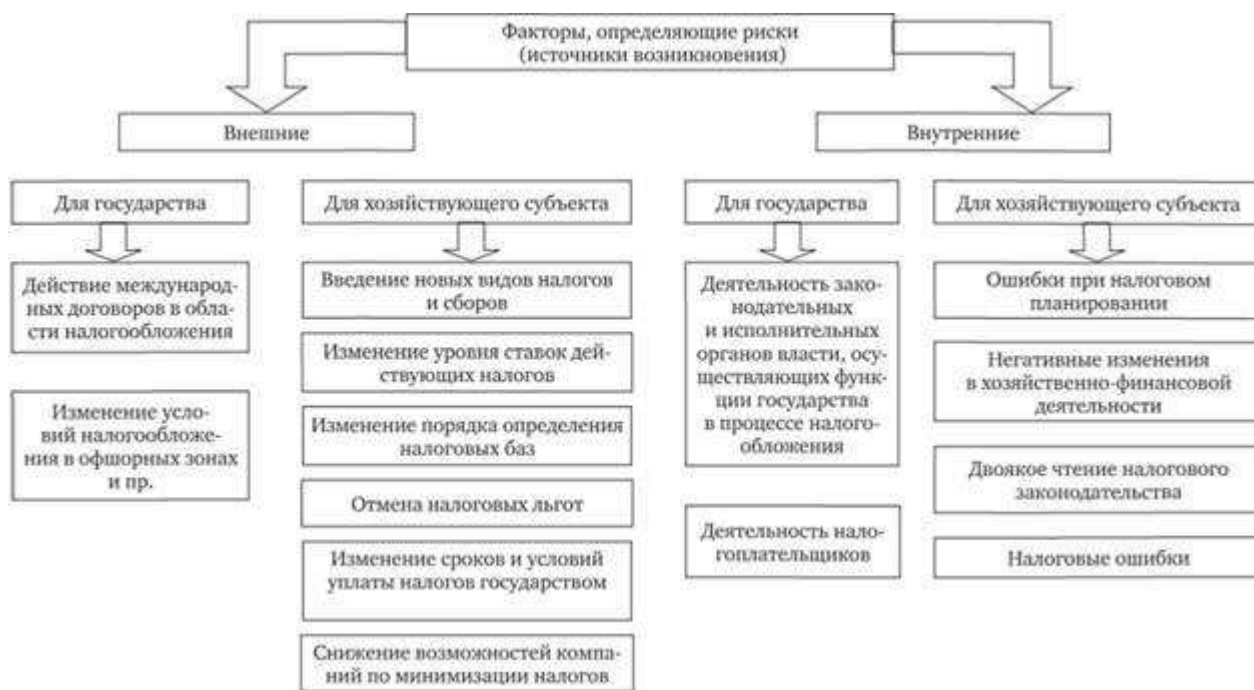 Факторы, определяющие риски
(источники возникновения)
Внешние
Внутренние
Для государства
Для хозяйствующего субъекта
Для государства
Для хозяйствующего субъекта
Действие международ-
ных договоров в обла-
сти налогообложения
Изменение усло-
вий налогообложе-
ния в офшорных зонах
и пр.
Введение новых видов налогов
и сборов
Изменение уровня ставок дей-
ствующих налогов
Изменение порядка определения
налоговых баз
Отмена налоговых льгот
Изменение сроков и условий
уплаты налогов государством
Снижение возможностей компа-
ний по минимизации налогов
Деятельность зако-
нодательных
и исполнительных
органов власти, осу-
ществляющих функ-
ции государства
в процессе налого-
обложения
Деятельность нало-
гоплательщиков
Ошибки при налоговом
планировании
Негативные изменения
в хозяйственно-финансовой
деятельности
Двоякое чтение налогового
законодательства
Налоговые ошибки